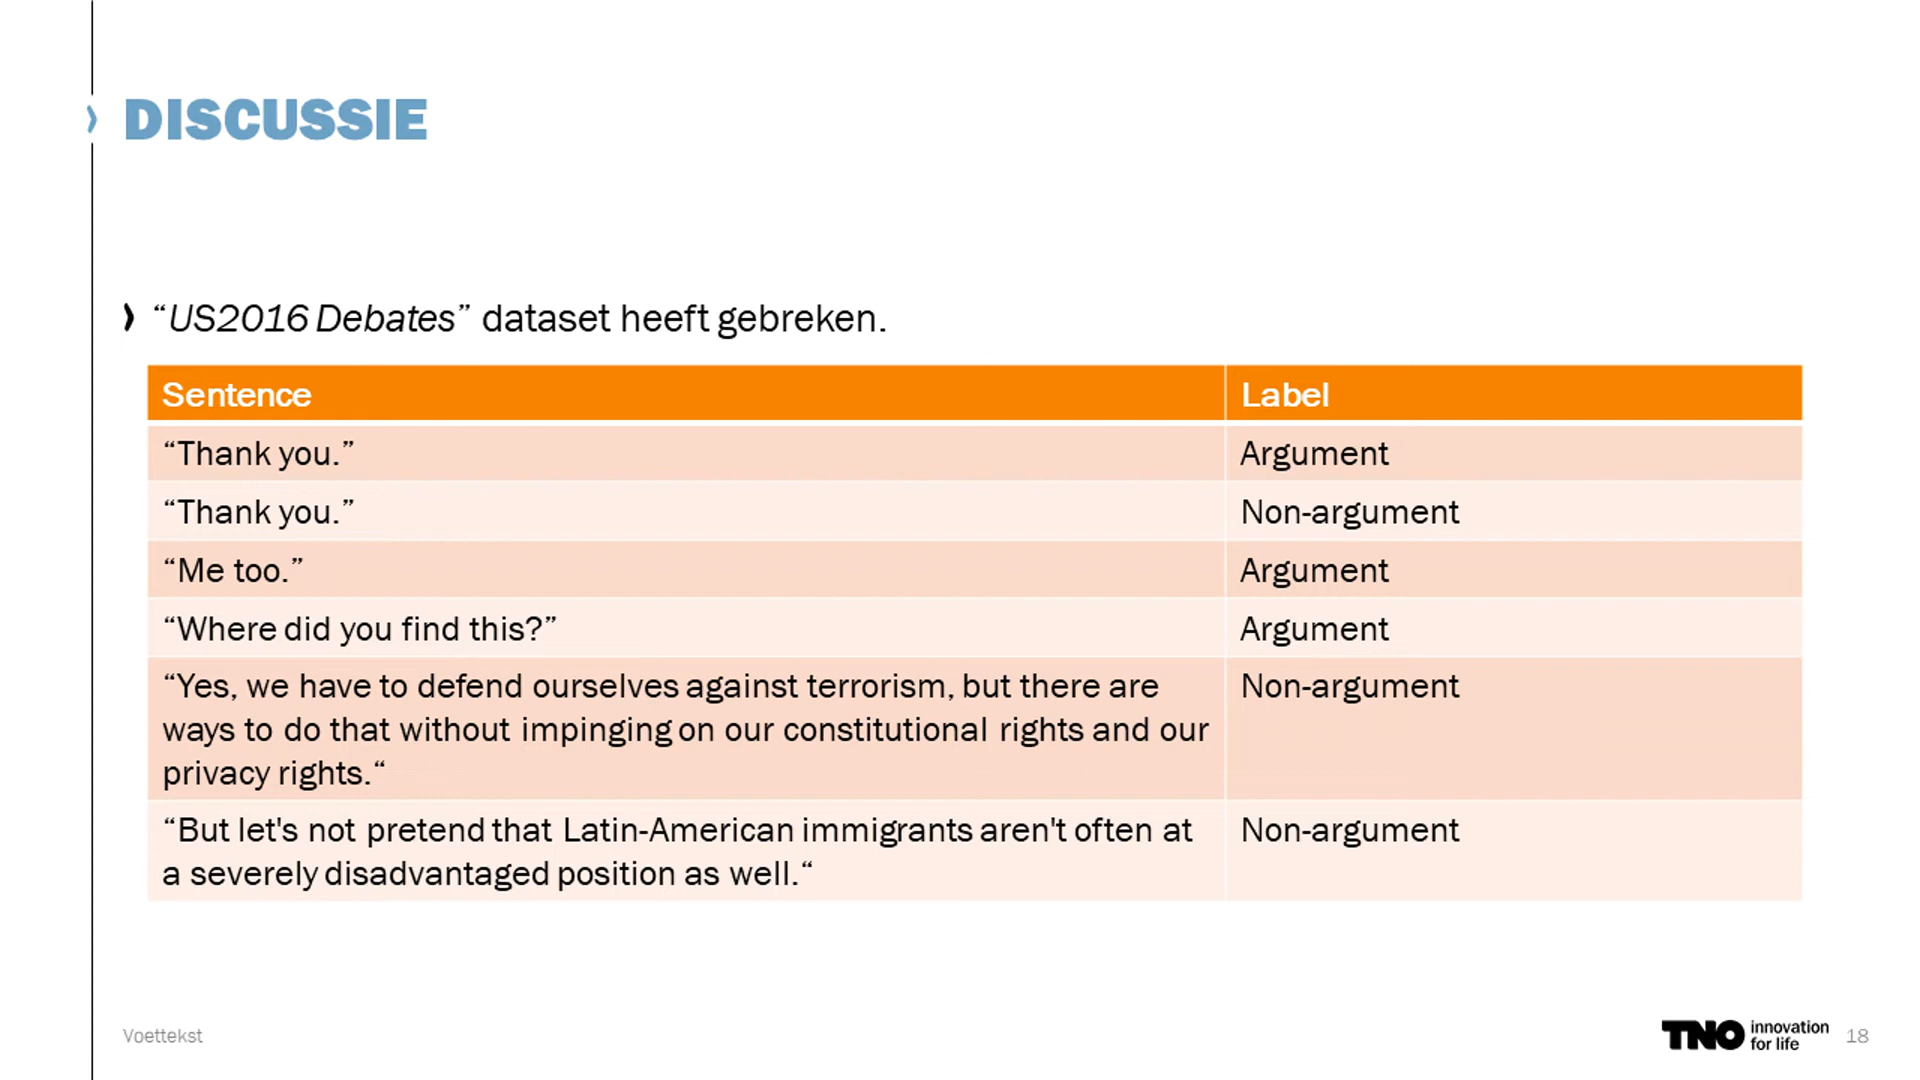 DISCUSSIE
“US2016 Debates” dataset heeft gebreken.
Sentence Label
“Thank you.” Argument
“Thank you.” Non-argument
“Me too.” Argument
“Where did you find this?” Argument
“Yes, we have to defend ourselves against terrorism, but there are Non-argument
ways to do that without impinging on our constitutional rights and our
privacy rights.“
“But let's not pretend that Latin-American immigrants aren't often at Non-argument
a severely disadvantaged position as well.“
Voettekst
TNO innovation
for life
18